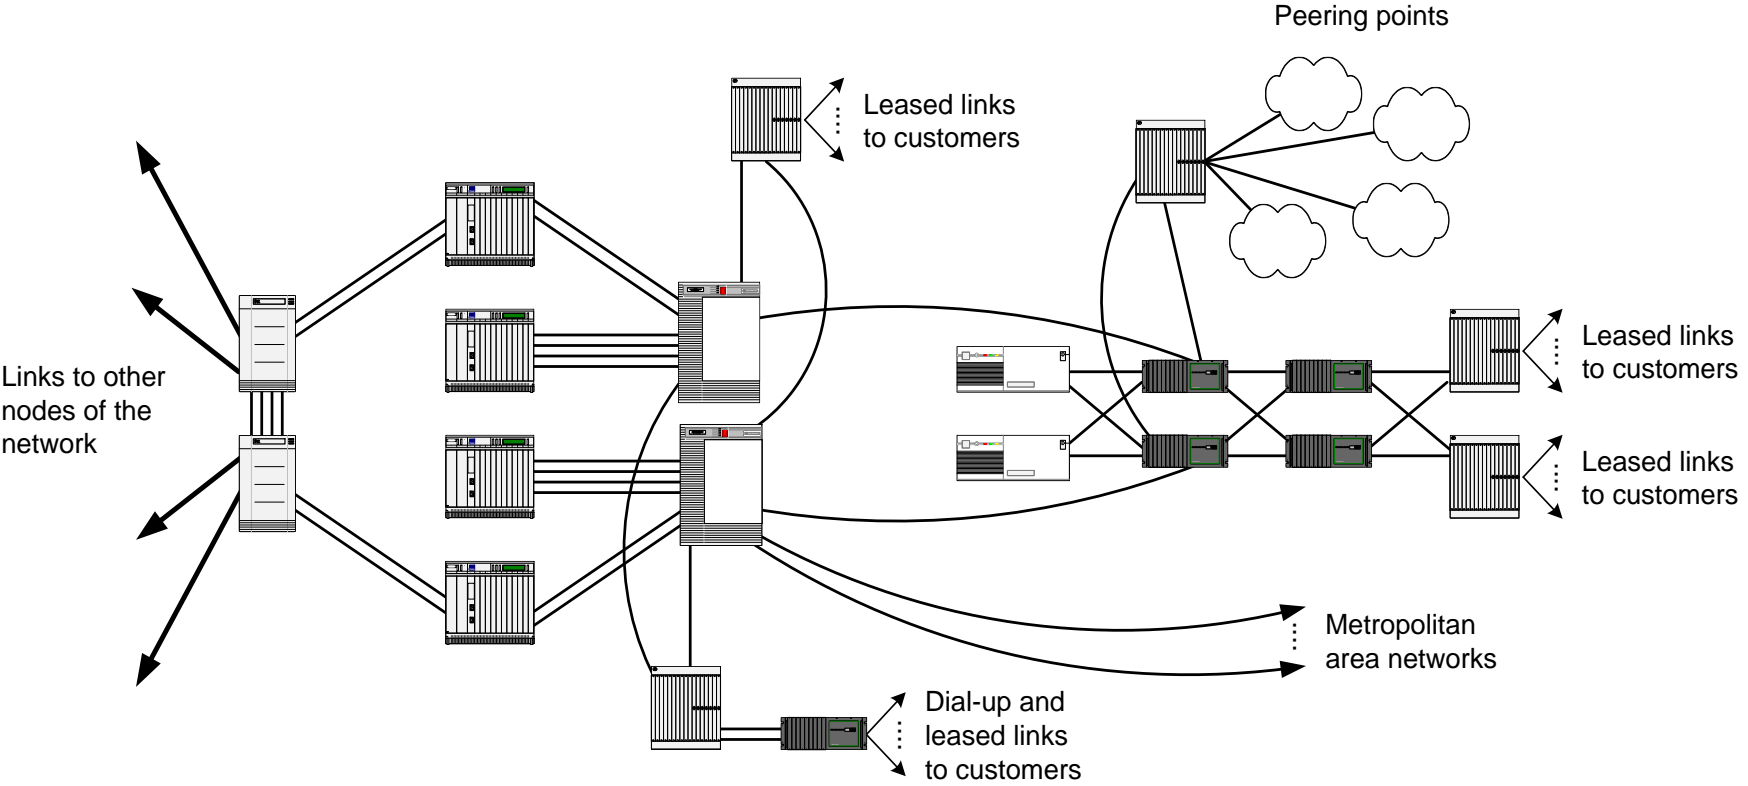 Peering points
Leased links
to customers
Links to other
nodes of the
network
Leased links
to customers
Leased links
to customers
Metropolitan
area networks
Dial-up and
leased links
to customers